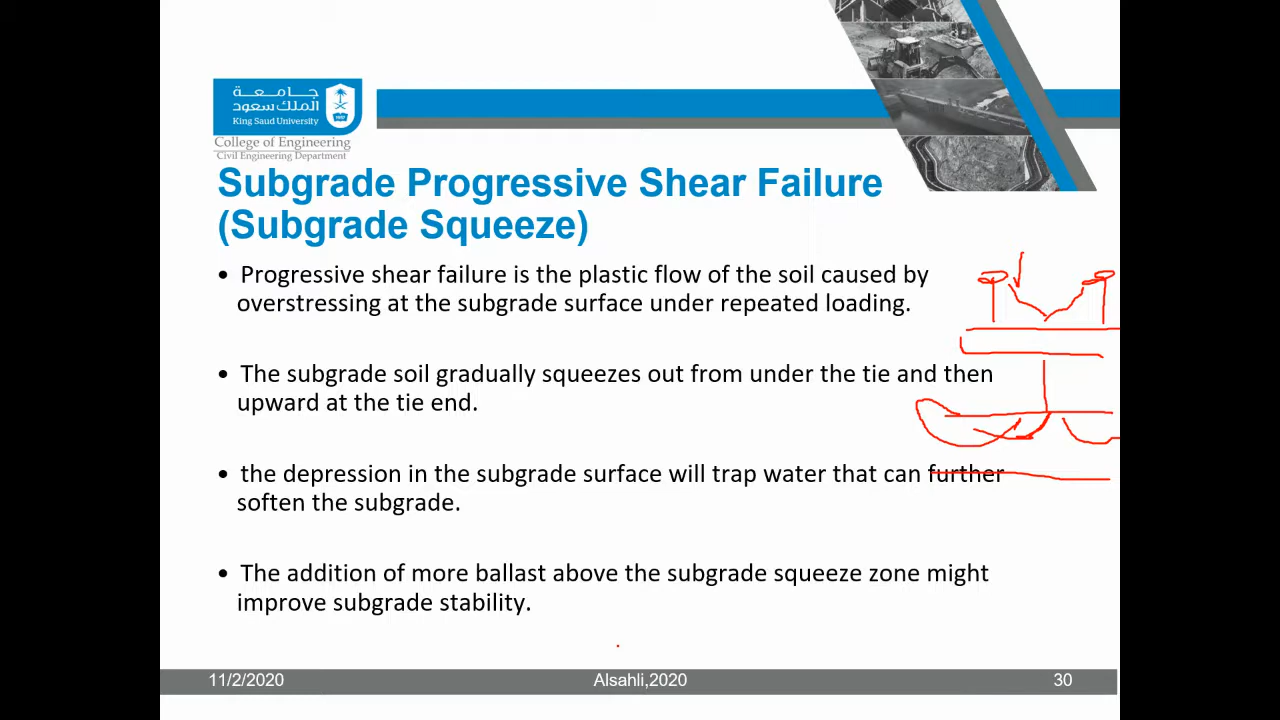 جامعة
الملك سعود
King Saud University
1957
College of Engineering
Civil Engineering Department
Subgrade Progressive Shear Failure
(Subgrade Squeeze)
• Progressive shear failure is the plastic flow of the soil caused by
overstressing at the subgrade surface under repeated loading.
• The subgrade soil gradually squeezes out from under the tie and then
upward at the tie end.
• the depression in the subgrade surface will trap water that can further
soften the subgrade.
• The addition of more ballast above the subgrade squeeze zone might
improve subgrade stability.
11/2/2020 Alsahli,2020 30